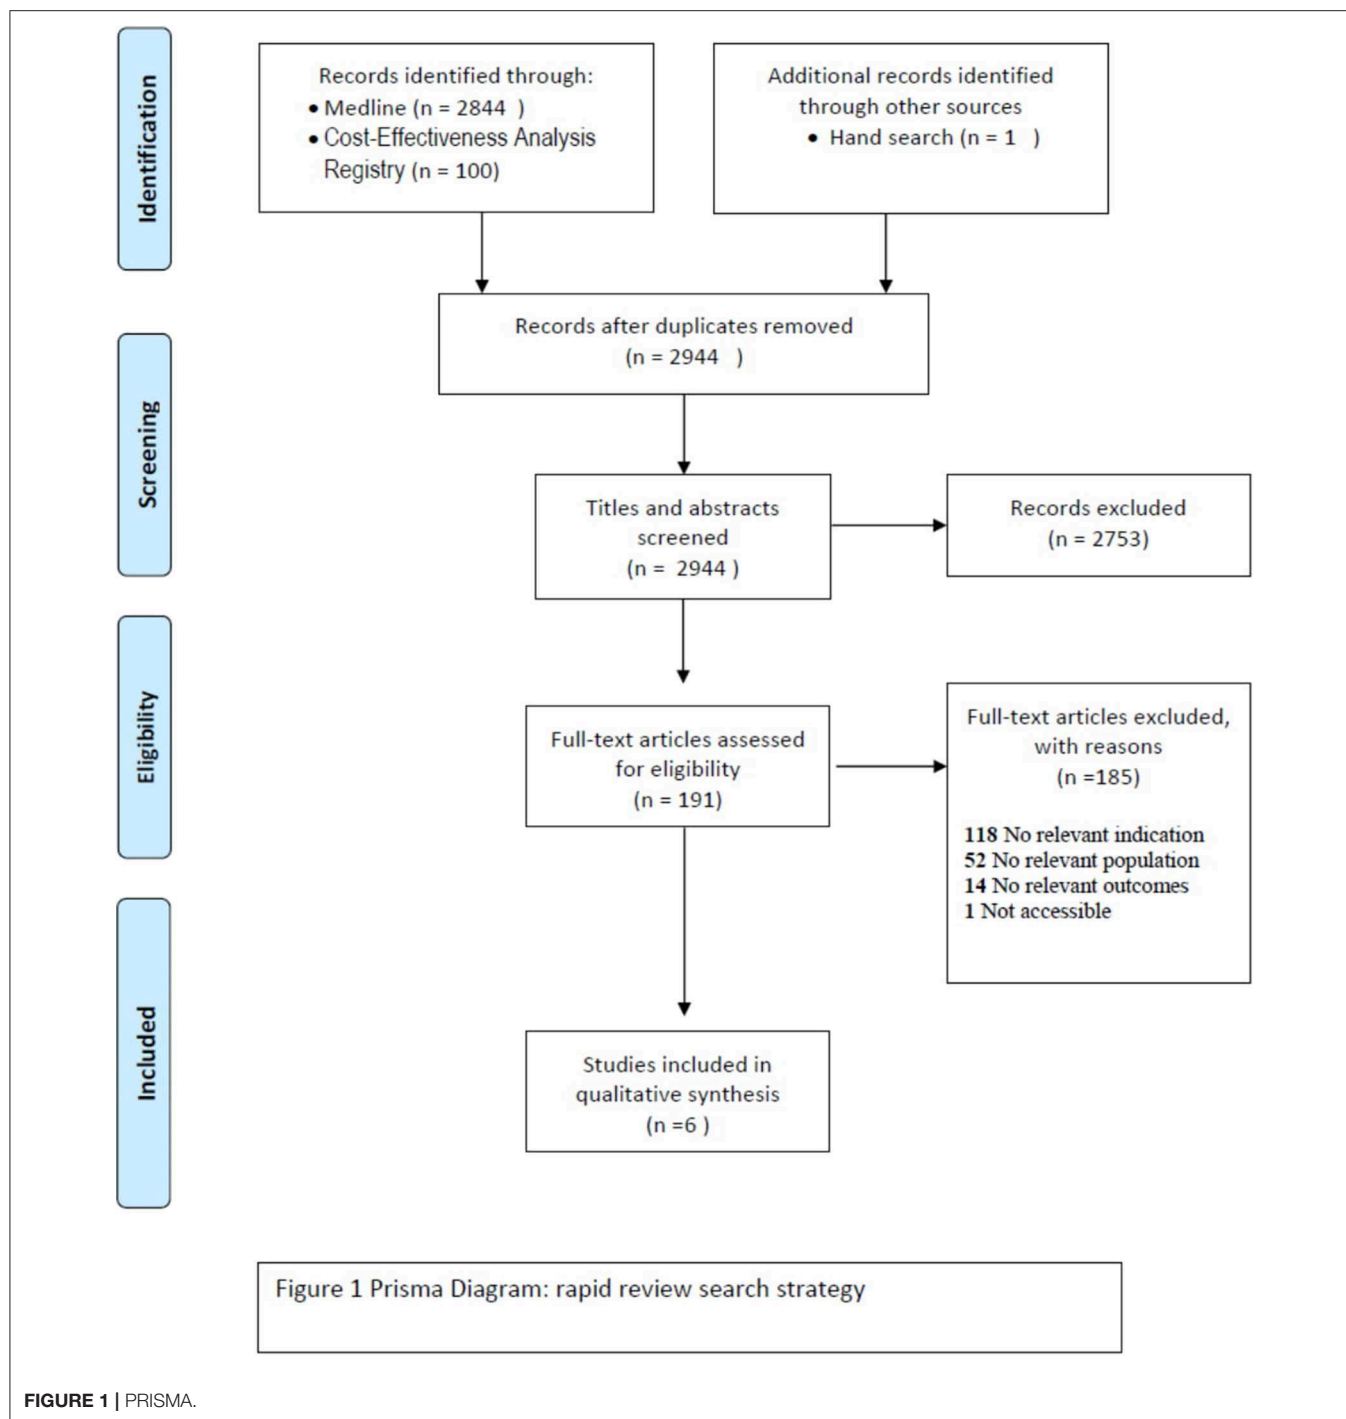 Identification
Records identified through:
• Medline (n = 2844 )
• Cost-Effectiveness Analysis
Registry (n = 100)
Additional records identified
through other sources
• Hand search (n = 1 )
Records after duplicates removed
(n = 2944 )
Screening
Titles and abstracts
screened
(n = 2944 )
Records excluded
(n = 2753)
Eligibility
Full-text articles assessed
for eligibility
(n = 191)
Full-text articles excluded,
with reasons
(n =185)
118 No relevant indication
52 No relevant population
14 No relevant outcomes
1 Not accessible
Included
Studies included in
qualitative synthesis
(n =6 )
Figure 1 Prisma Diagram: rapid review search strategy
FIGURE 1 | PRISMA.